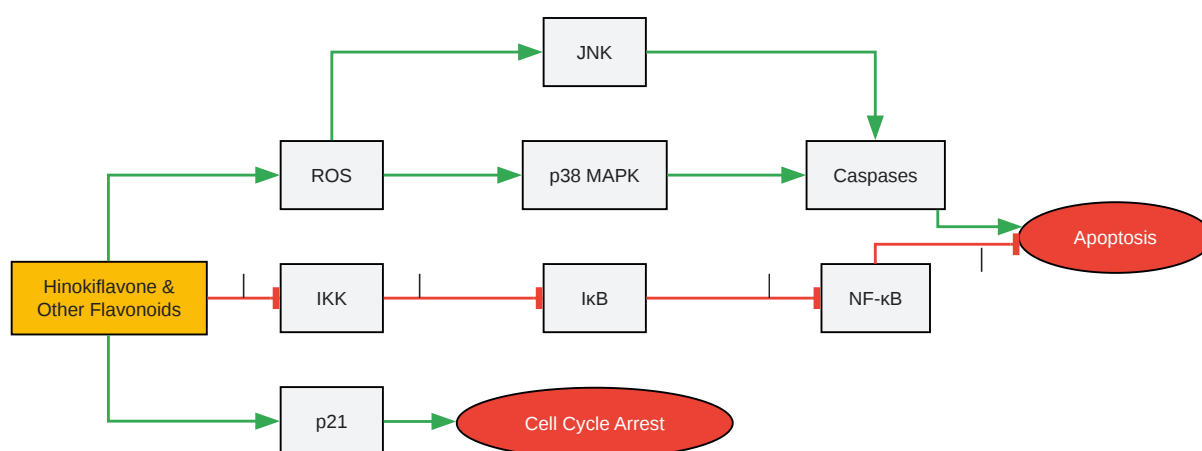 JNK
ROS
p38 MAPK
Caspases
Apoptosis
Hinokiflavone &
Other Flavonoids
|
IKK
|
IκB
|
NF-κB
|
p21
Cell Cycle Arrest